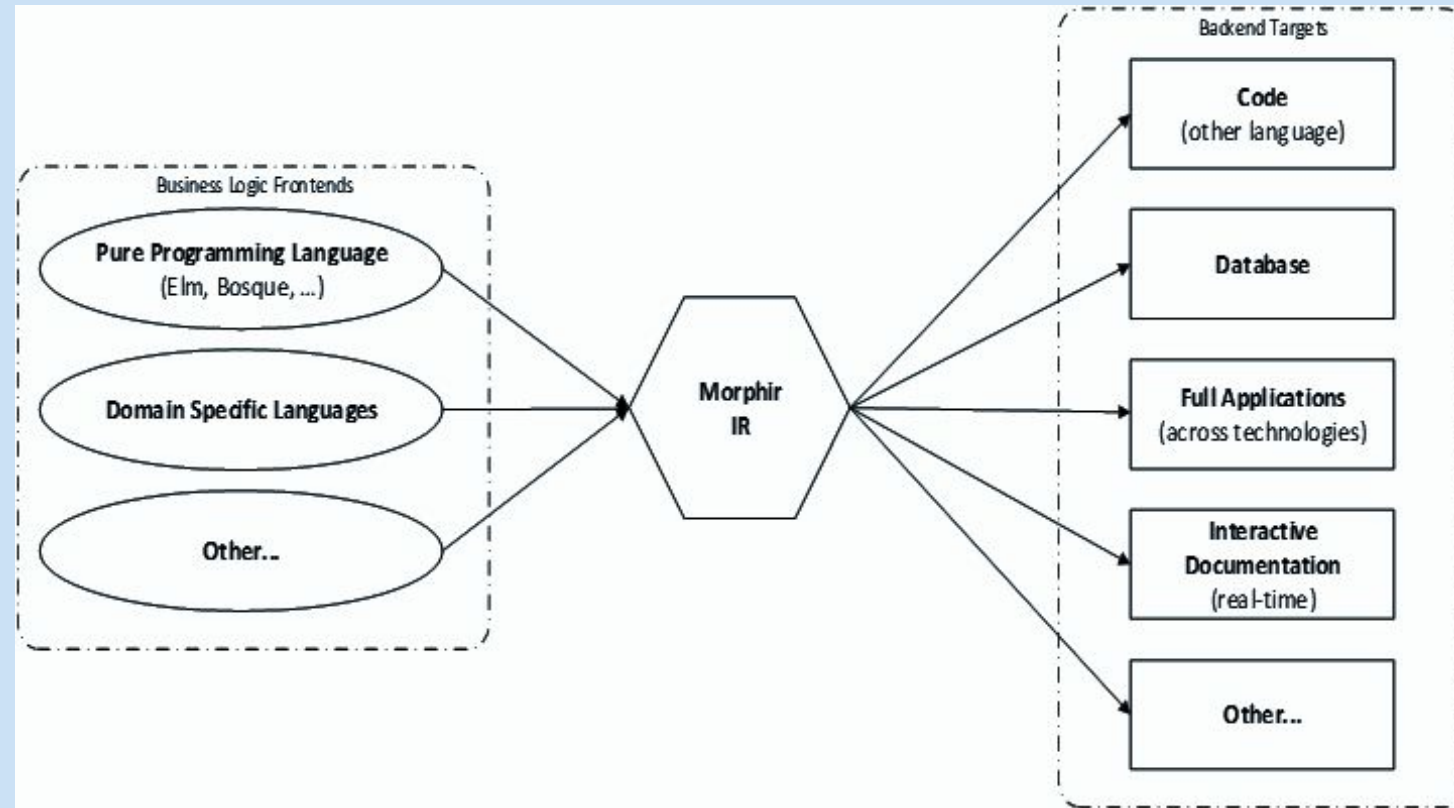 Business Logic Frontends
Pure Programming Language
(Elm, Bosque, ...)
Domain Specific Languages
Other...
Morphir
IR
Backend Targets
Code
(other language)
Database
Full Applications
(across technologies)
Interactive
Documentation
(real-time)
Other...